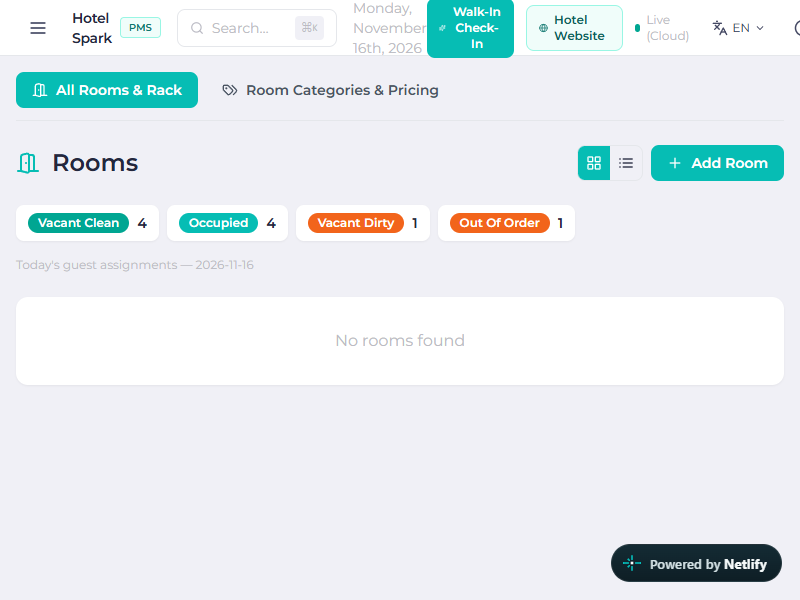 Hotel Spark
PMS
Search...
⌘K
Monday, November 16th, 2026
Walk-In Check-In
Hotel Website
Live (Cloud)
EN
All Rooms & Rack
Room Categories & Pricing
Rooms
Add Room
Vacant Clean 4
Occupied 4
Vacant Dirty 1
Out Of Order 1
Today's guest assignments — 2026-11-16
No rooms found
Powered by Netlify